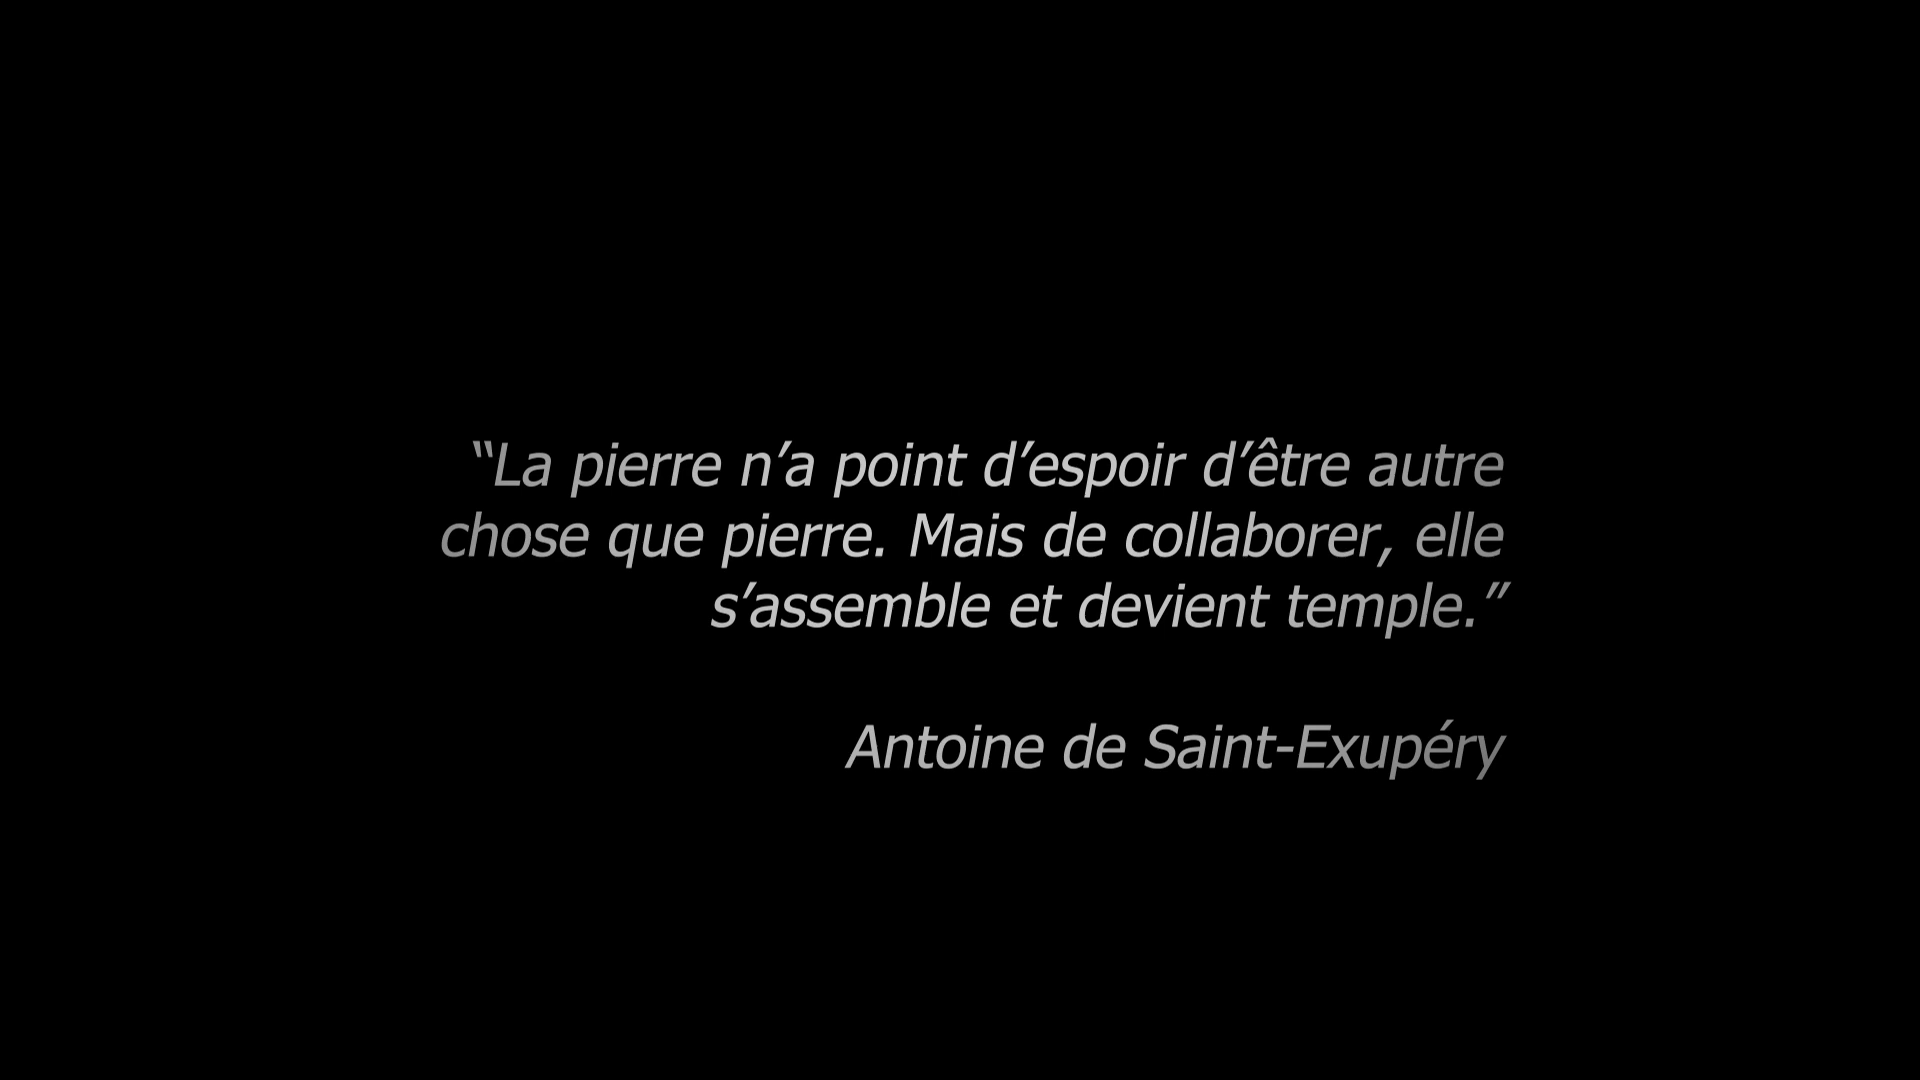 “La pierre n’a point d’espoir d’être autre
chose que pierre. Mais de collaborer, elle
s’assemble et devient temple.”
Antoine de Saint-Exupéry